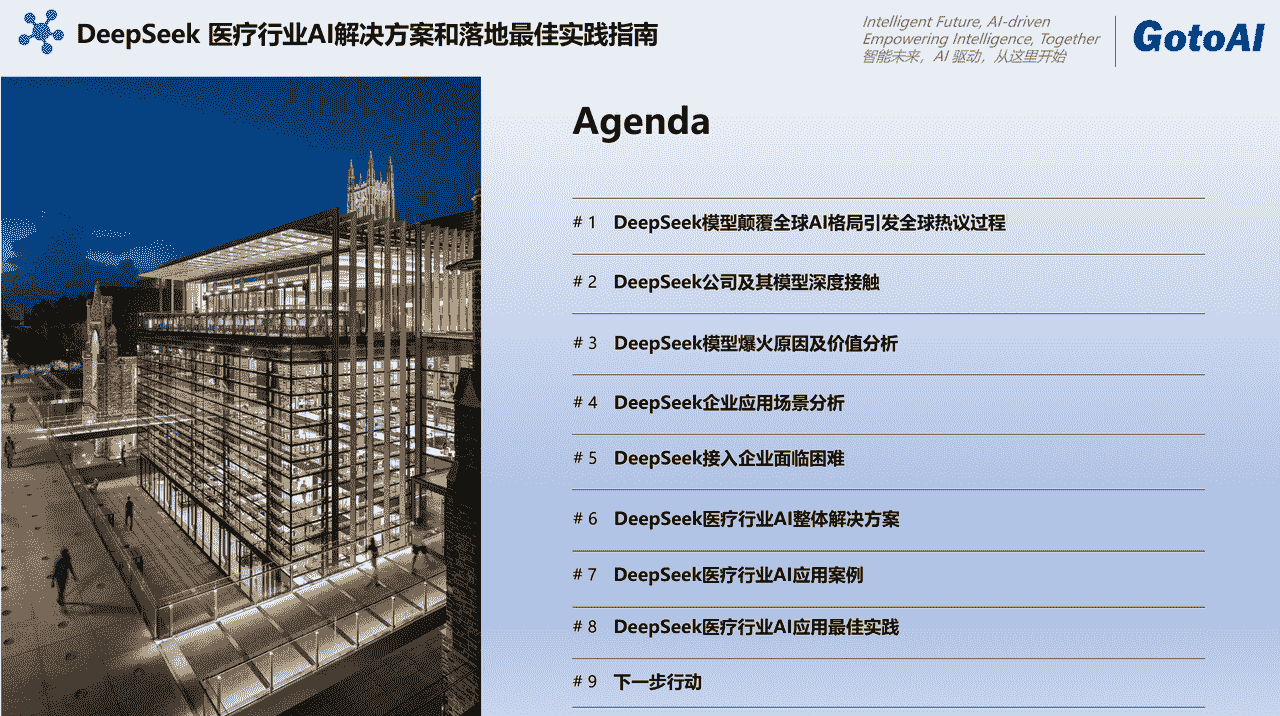 DeepSeek 医疗行业AI解决方案和落地最佳实践指南
Intelligent Future, AI-driven
Empowering Intelligence, Together
智能未来，AI 驱动，从这里开始
GotoAI
Agenda
# 1 DeepSeek模型颠覆全球AI格局引发全球热议过程
# 2 DeepSeek公司及其模型深度接触
# 3 DeepSeek模型爆火原因及价值分析
# 4 DeepSeek企业应用场景分析
# 5 DeepSeek接入企业面临困难
# 6 DeepSeek医疗行业AI整体解决方案
# 7 DeepSeek医疗行业AI应用案例
# 8 DeepSeek医疗行业AI应用最佳实践
# 9 下一步行动